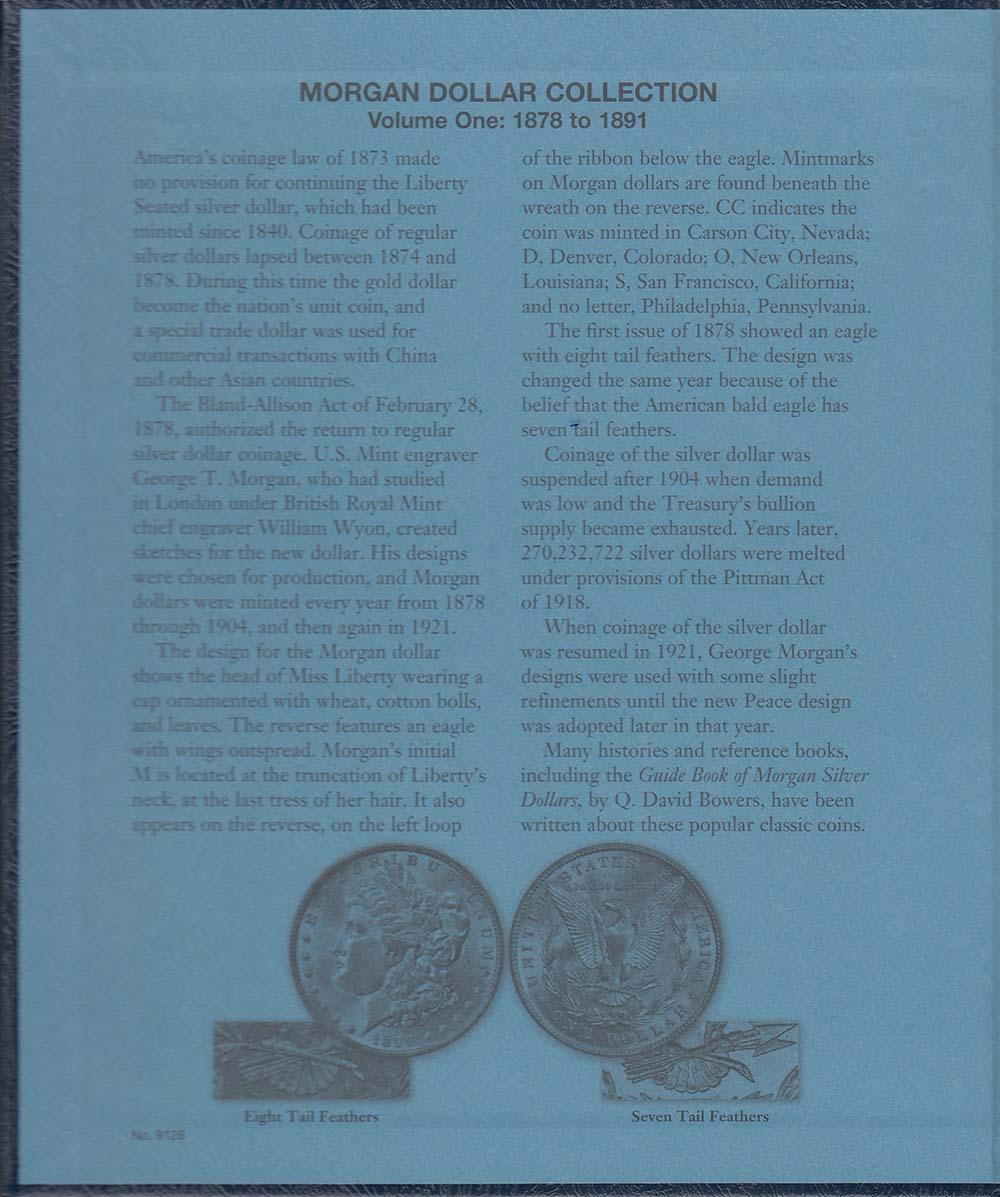 MORGAN DOLLAR COLLECTION
Volume One: 1878 to 1891
America's coinage law of 1873 made
no provision for continuing the Liberty
Seated silver dollar, which had been
minted since 1840. Coinage of regular
silver dollars lapsed between 1874 and
1878. During this time the gold dollar
become the nation's unit coin, and
a special trade dollar was used for
commercial transactions with China
and other Asian countries.
The Bland-Allison Act of February 28,
1878, authorized the return to regular
silver dollar coinage. U.S. Mint engraver
George T. Morgan, who had studied
in London under British Royal Mint
chief engraver William Wyon, created
sketches for the new dollar. His designs
were chosen for production, and Morgan
dollars were minted every year from 1878
through 1904, and then again in 1921.
The design for the Morgan dollar
shows the head of Miss Liberty wearing a
cap ornamented with wheat, cotton bolls,
and leaves. The reverse features an eagle
with wings outspread. Morgan's initial
M is located at the truncation of Liberty's
neck, at the last tress of her hair. It also
appears on the reverse, on the left loop
of the ribbon below the eagle. Mintmarks
on Morgan dollars are found beneath the
wreath on the reverse. CC indicates the
coin was minted in Carson City, Nevada;
D, Denver, Colorado; O, New Orleans,
Louisiana; S, San Francisco, California;
and no letter, Philadelphia, Pennsylvania.
The first issue of 1878 showed an eagle
with eight tail feathers. The design was
changed the same year because of the
belief that the American bald eagle has
seven tail feathers.
Coinage of the silver dollar was
suspended after 1904 when demand
was low and the Treasury's bullion
supply became exhausted. Years later,
270,232,722 silver dollars were melted
under provisions of the Pittman Act
of 1918.
When coinage of the silver dollar
was resumed in 1921, George Morgan's
designs were used with some slight
refinements until the new Peace design
was adopted later in that year.
Many histories and reference books,
including the Guide Book of Morgan Silver
Dollars, by Q. David Bowers, have been
written about these popular classic coins.
E PLURIBUS UNUM
UNITED STATES AMERICA
ONE DOLLAR
Eight Tail Feathers
Seven Tail Feathers
No. 9128